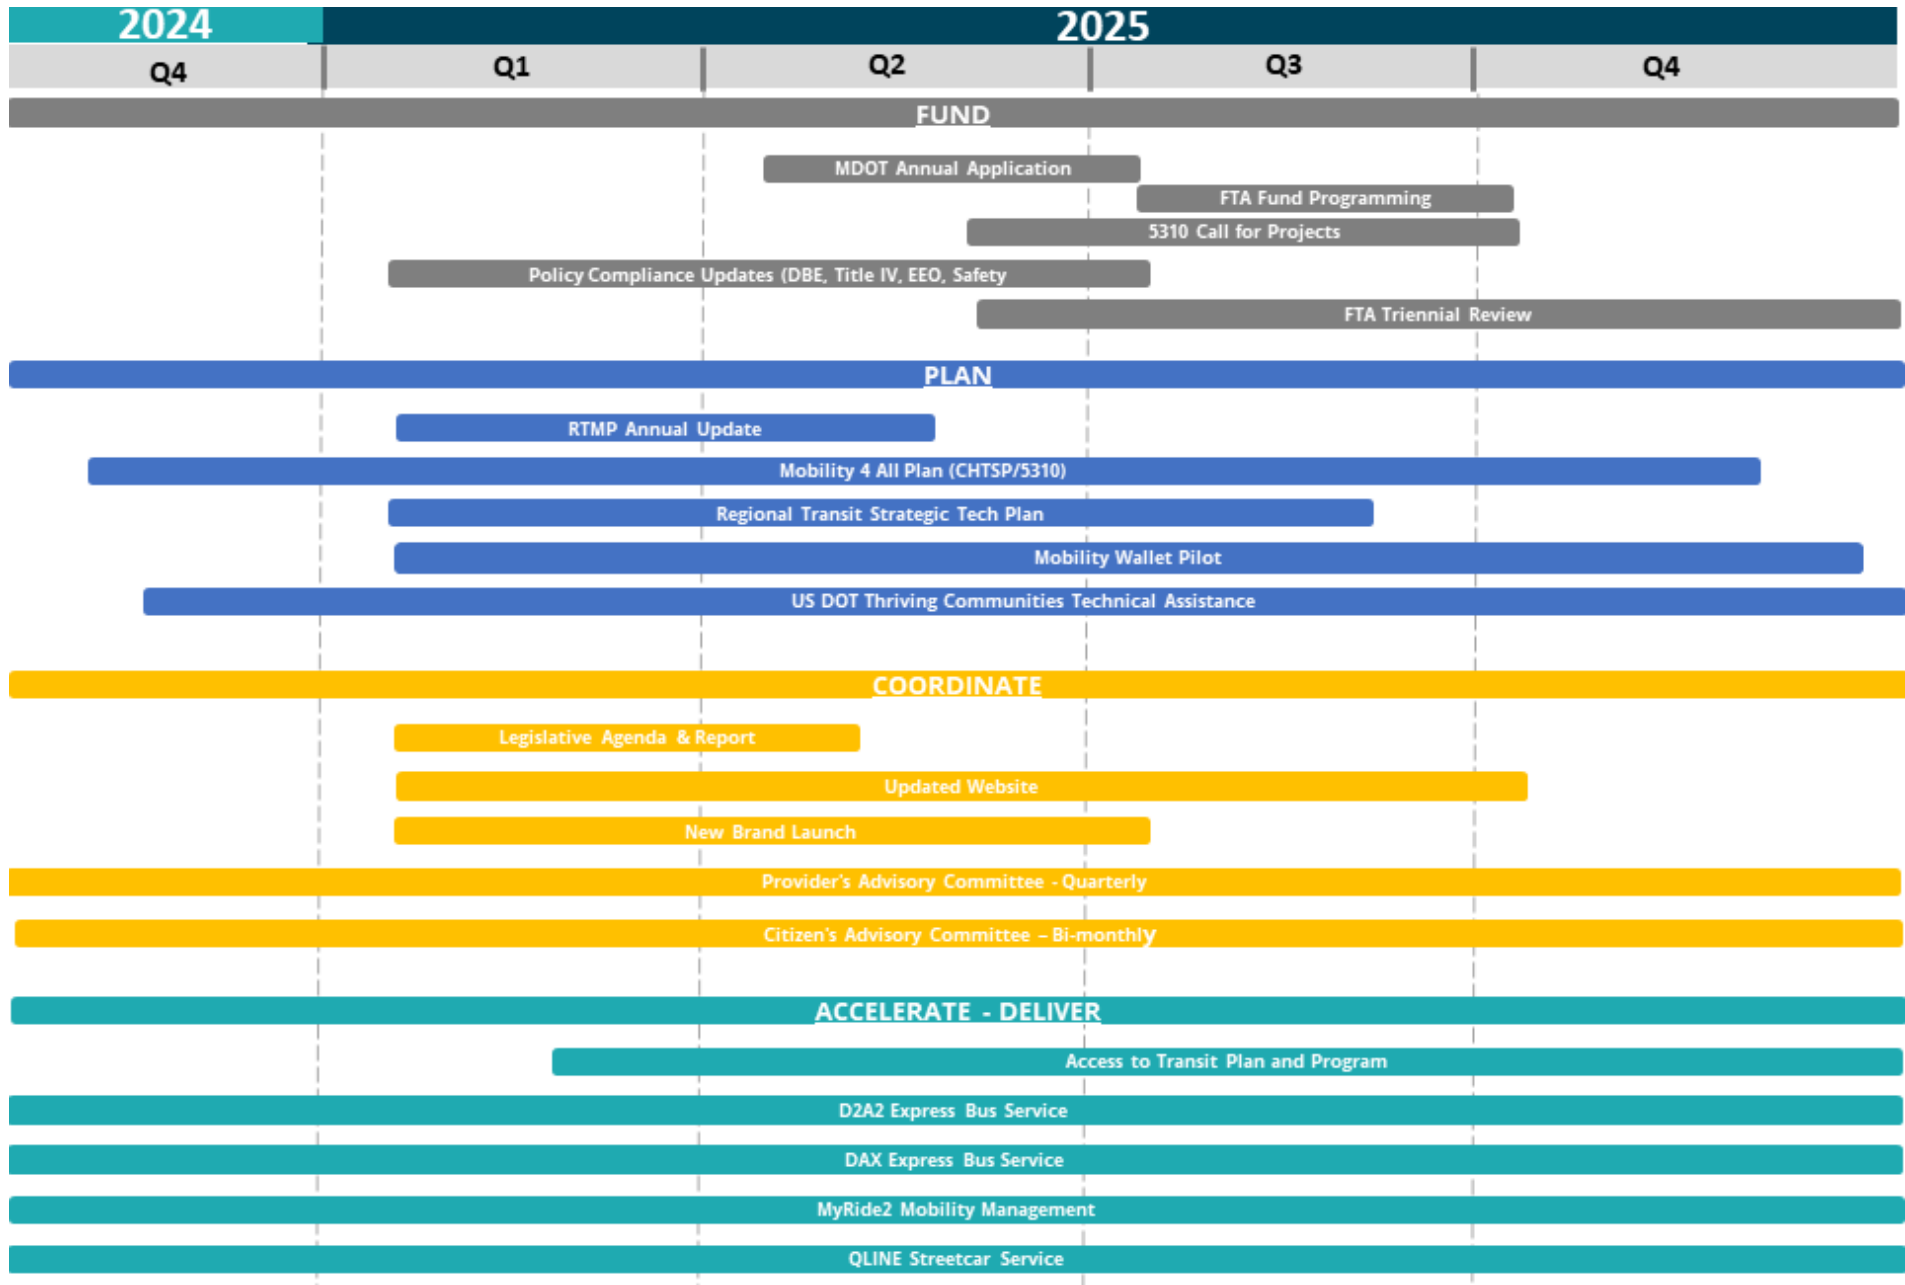 2024 2025
Q4 Q1 Q2 Q3 Q4
FUND
MDOT Annual Application
FTA Fund Programming
5310 Call for Projects
Policy Compliance Updates (DBE, Title IV, EEO, Safety
FTA Triennial Review
PLAN
RTMP Annual Update
Mobility 4 All Plan (CHTSP/5310)
Regional Transit Strategic Tech Plan
Mobility Wallet Pilot
US DOT Thriving Communities Technical Assistance
COORDINATE
Legislative Agenda & Report
Updated Website
New Brand Launch
Provider's Advisory Committee - Quarterly
Citizen's Advisory Committee – Bi-monthly
ACCELERATE - DELIVER
Access to Transit Plan and Program
D2A2 Express Bus Service
DAX Express Bus Service
MyRide2 Mobility Management
QLINE Streetcar Service